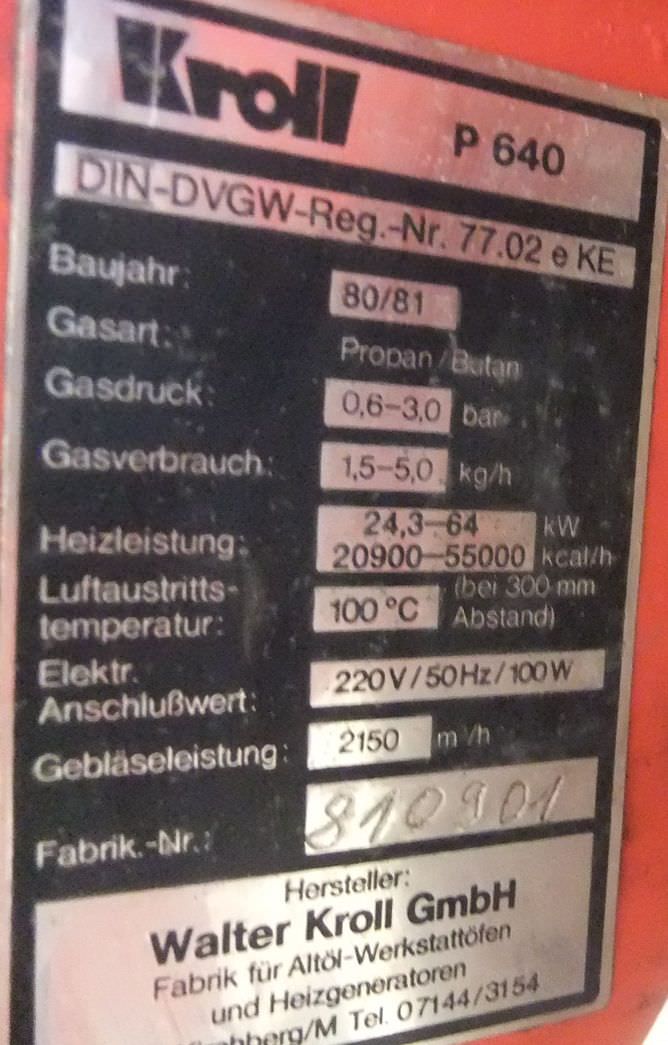 Kroll P 640
DIN-DVGW-Reg.-Nr. 77.02 e KE
Baujahr: 80/81
Gasart: Propan/Butan
Gasdruck: 0,6-3,0 bar
Gasverbrauch: 1,5-5,0 kg/h
Heizleistung: 24,3-64 kW
20900-55000 kcal/h
Luftaustritts- (bei 300 mm
temperatur: 100 °C Abstand)
Elektr.
Anschlußwert: 220V/50Hz/100W
Gebläseleistung: 2150 m³/h
Fabrik.-Nr.: 810901
Hersteller:
Walter Kroll GmbH
Fabrik für Altöl-Werkstattöfen
und Heizgeneratoren
Tel. 07144/3154